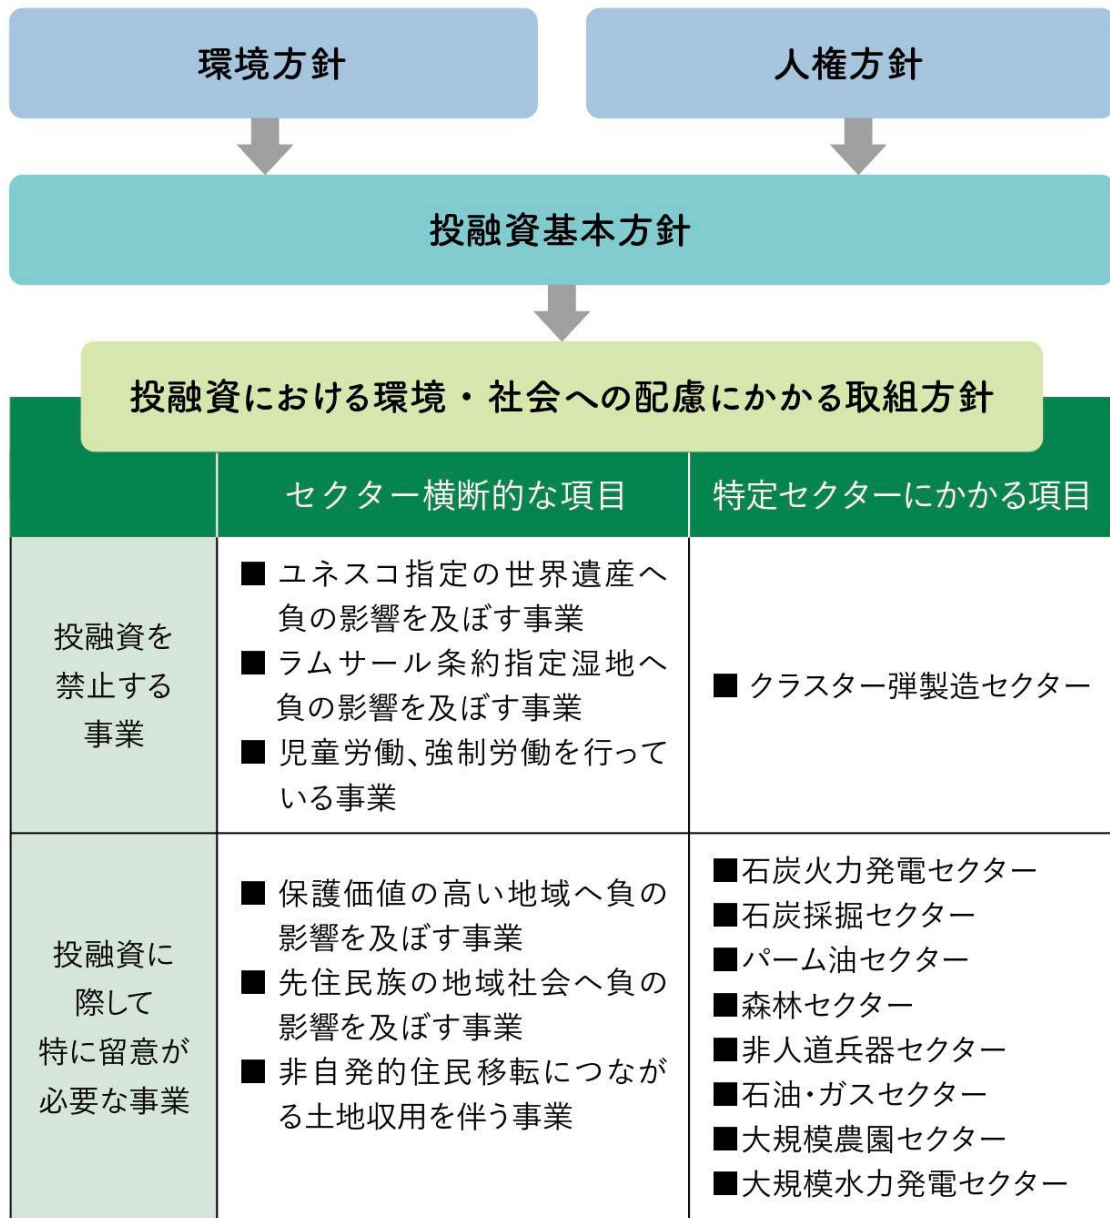 環境方針
人権方針
投融資基本方針
投融資における環境・社会への配慮にかかる取組方針
セクター横断的な項目
特定セクターにかかる項目
投融資を
禁止する
事業
■ ユネスコ指定の世界遺産へ
負の影響を及ぼす事業
■ ラムサール条約指定湿地へ
負の影響を及ぼす事業
■ 児童労働、強制労働を行って
いる事業
■ クラスター弾製造セクター
投融資に
際して
特に留意が
必要な事業
■ 保護価値の高い地域へ負の
影響を及ぼす事業
■ 先住民族の地域社会へ負の
影響を及ぼす事業
■ 非自発的住民移転につなが
る土地収用を伴う事業
■石炭火力発電セクター
■石炭採掘セクター
■パーム油セクター
■森林セクター
■非人道兵器セクター
■石油・ガスセクター
■大規模農園セクター
■大規模水力発電セクター